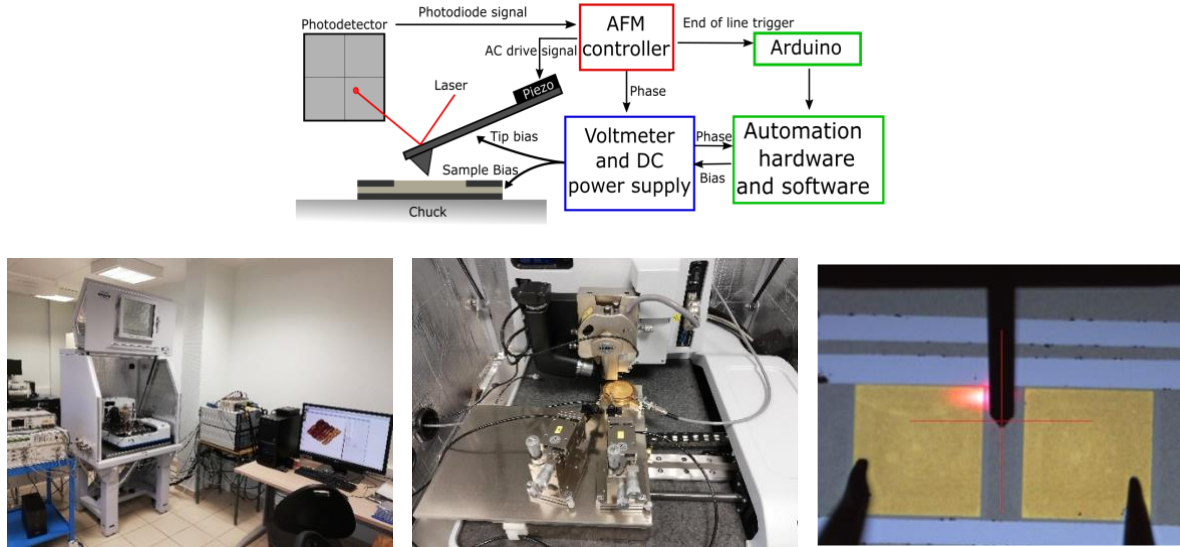 Photodetector
Photodiode signal
AFM
controller
End of line trigger
Arduino
AC drive signal
Laser
Piezo
Phase
Tip bias
Voltmeter
and DC
power supply
Phase
Bias
Automation
hardware
and software
Sample Bias
Chuck